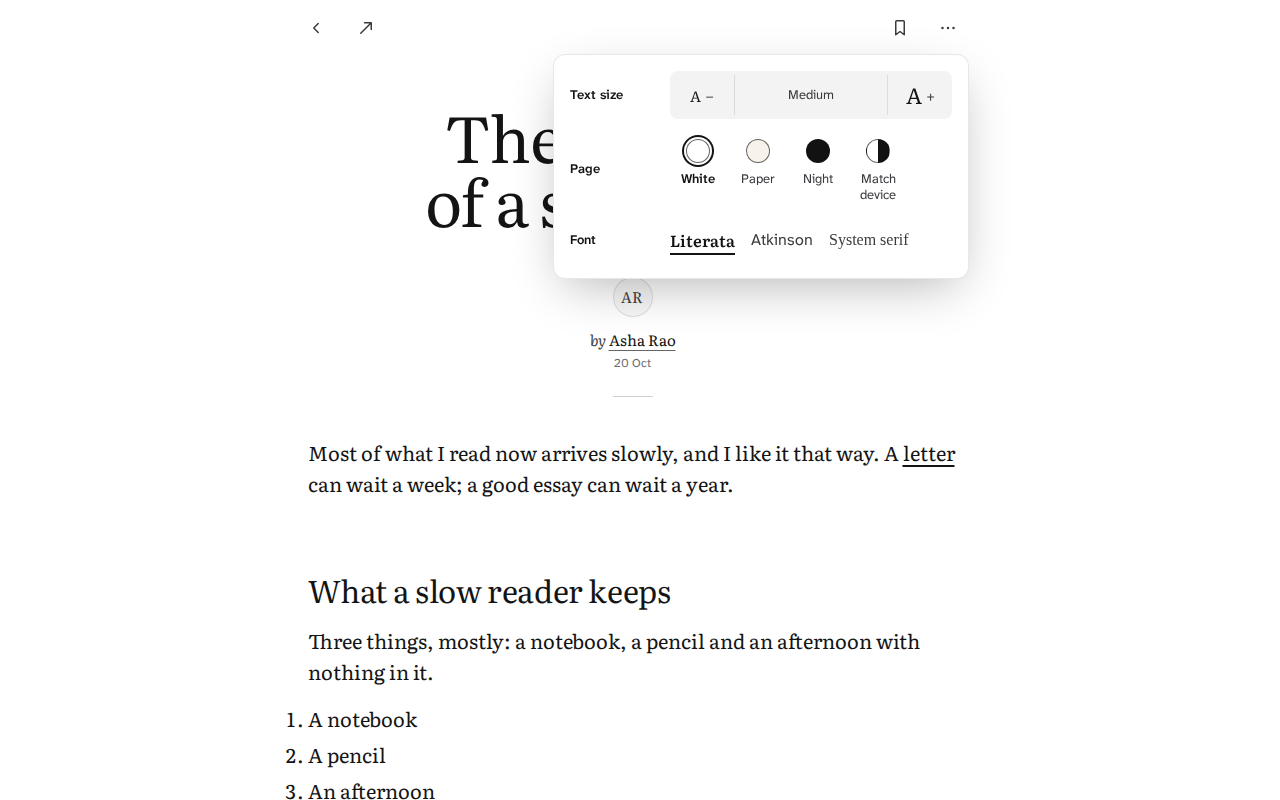 Text size
A −
Medium
A +
The
of a
Page
White
Paper
Night
Match
device
Font
Literata
Atkinson
System serif
AR
by Asha Rao
20 Oct
Most of what I read now arrives slowly, and I like it that way. A letter
can wait a week; a good essay can wait a year.
What a slow reader keeps
Three things, mostly: a notebook, a pencil and an afternoon with
nothing in it.
1. A notebook
2. A pencil
3. An afternoon